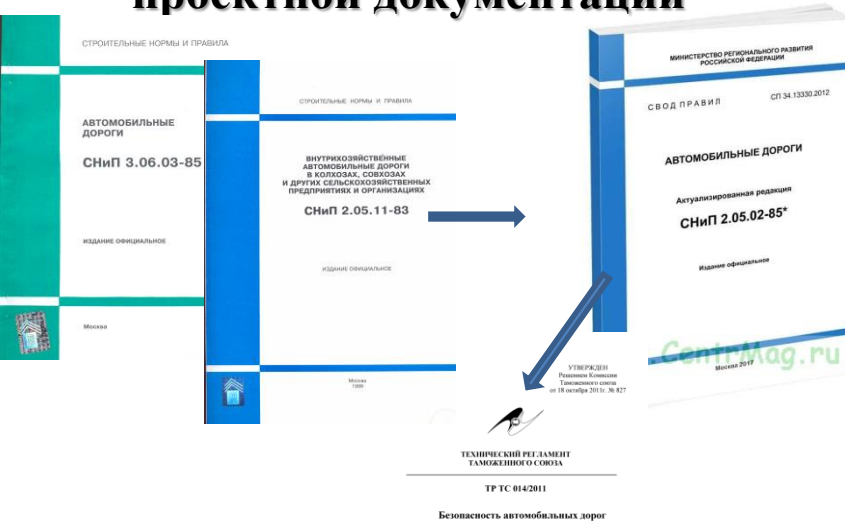 проектной документации
СТРОИТЕЛЬНЫЕ НОРМЫ И ПРАВИЛА
АВТОМОБИЛЬНЫЕ
ДОРОГИ
СНиП 3.06.03-85
ИЗДАНИЕ ОФИЦИАЛЬНОЕ
Москва
СТРОИТЕЛЬНЫЕ НОРМЫ И ПРАВИЛА
ВНУТРИХОЗЯЙСТВЕННЫЕ
АВТОМОБИЛЬНЫЕ ДОРОГИ
В КОЛХОЗАХ, СОВХОЗАХ
И ДРУГИХ СЕЛЬСКОХОЗЯЙСТВЕННЫХ
ПРЕДПРИЯТИЯХ И ОРГАНИЗАЦИЯХ
СНиП 2.05.11-83
ИЗДАНИЕ ОФИЦИАЛЬНОЕ
Москва
МИНИСТЕРСТВО РЕГИОНАЛЬНОГО РАЗВИТИЯ
РОССИЙСКОЙ ФЕДЕРАЦИИ
СВОД ПРАВИЛ СП 34.13330.2012
АВТОМОБИЛЬНЫЕ ДОРОГИ
Актуализированная редакция
СНиП 2.05.02-85*
Издание официальное
CentrMag.ru
Москва 2017
УТВЕРЖДЕН
Решением Комиссии
Таможенного союза
от 18 октября 2011г. № 827
ТЕХНИЧЕСКИЙ РЕГЛАМЕНТ
ТАМОЖЕННОГО СОЮЗА
ТР ТС 014/2011
Безопасность автомобильных дорог